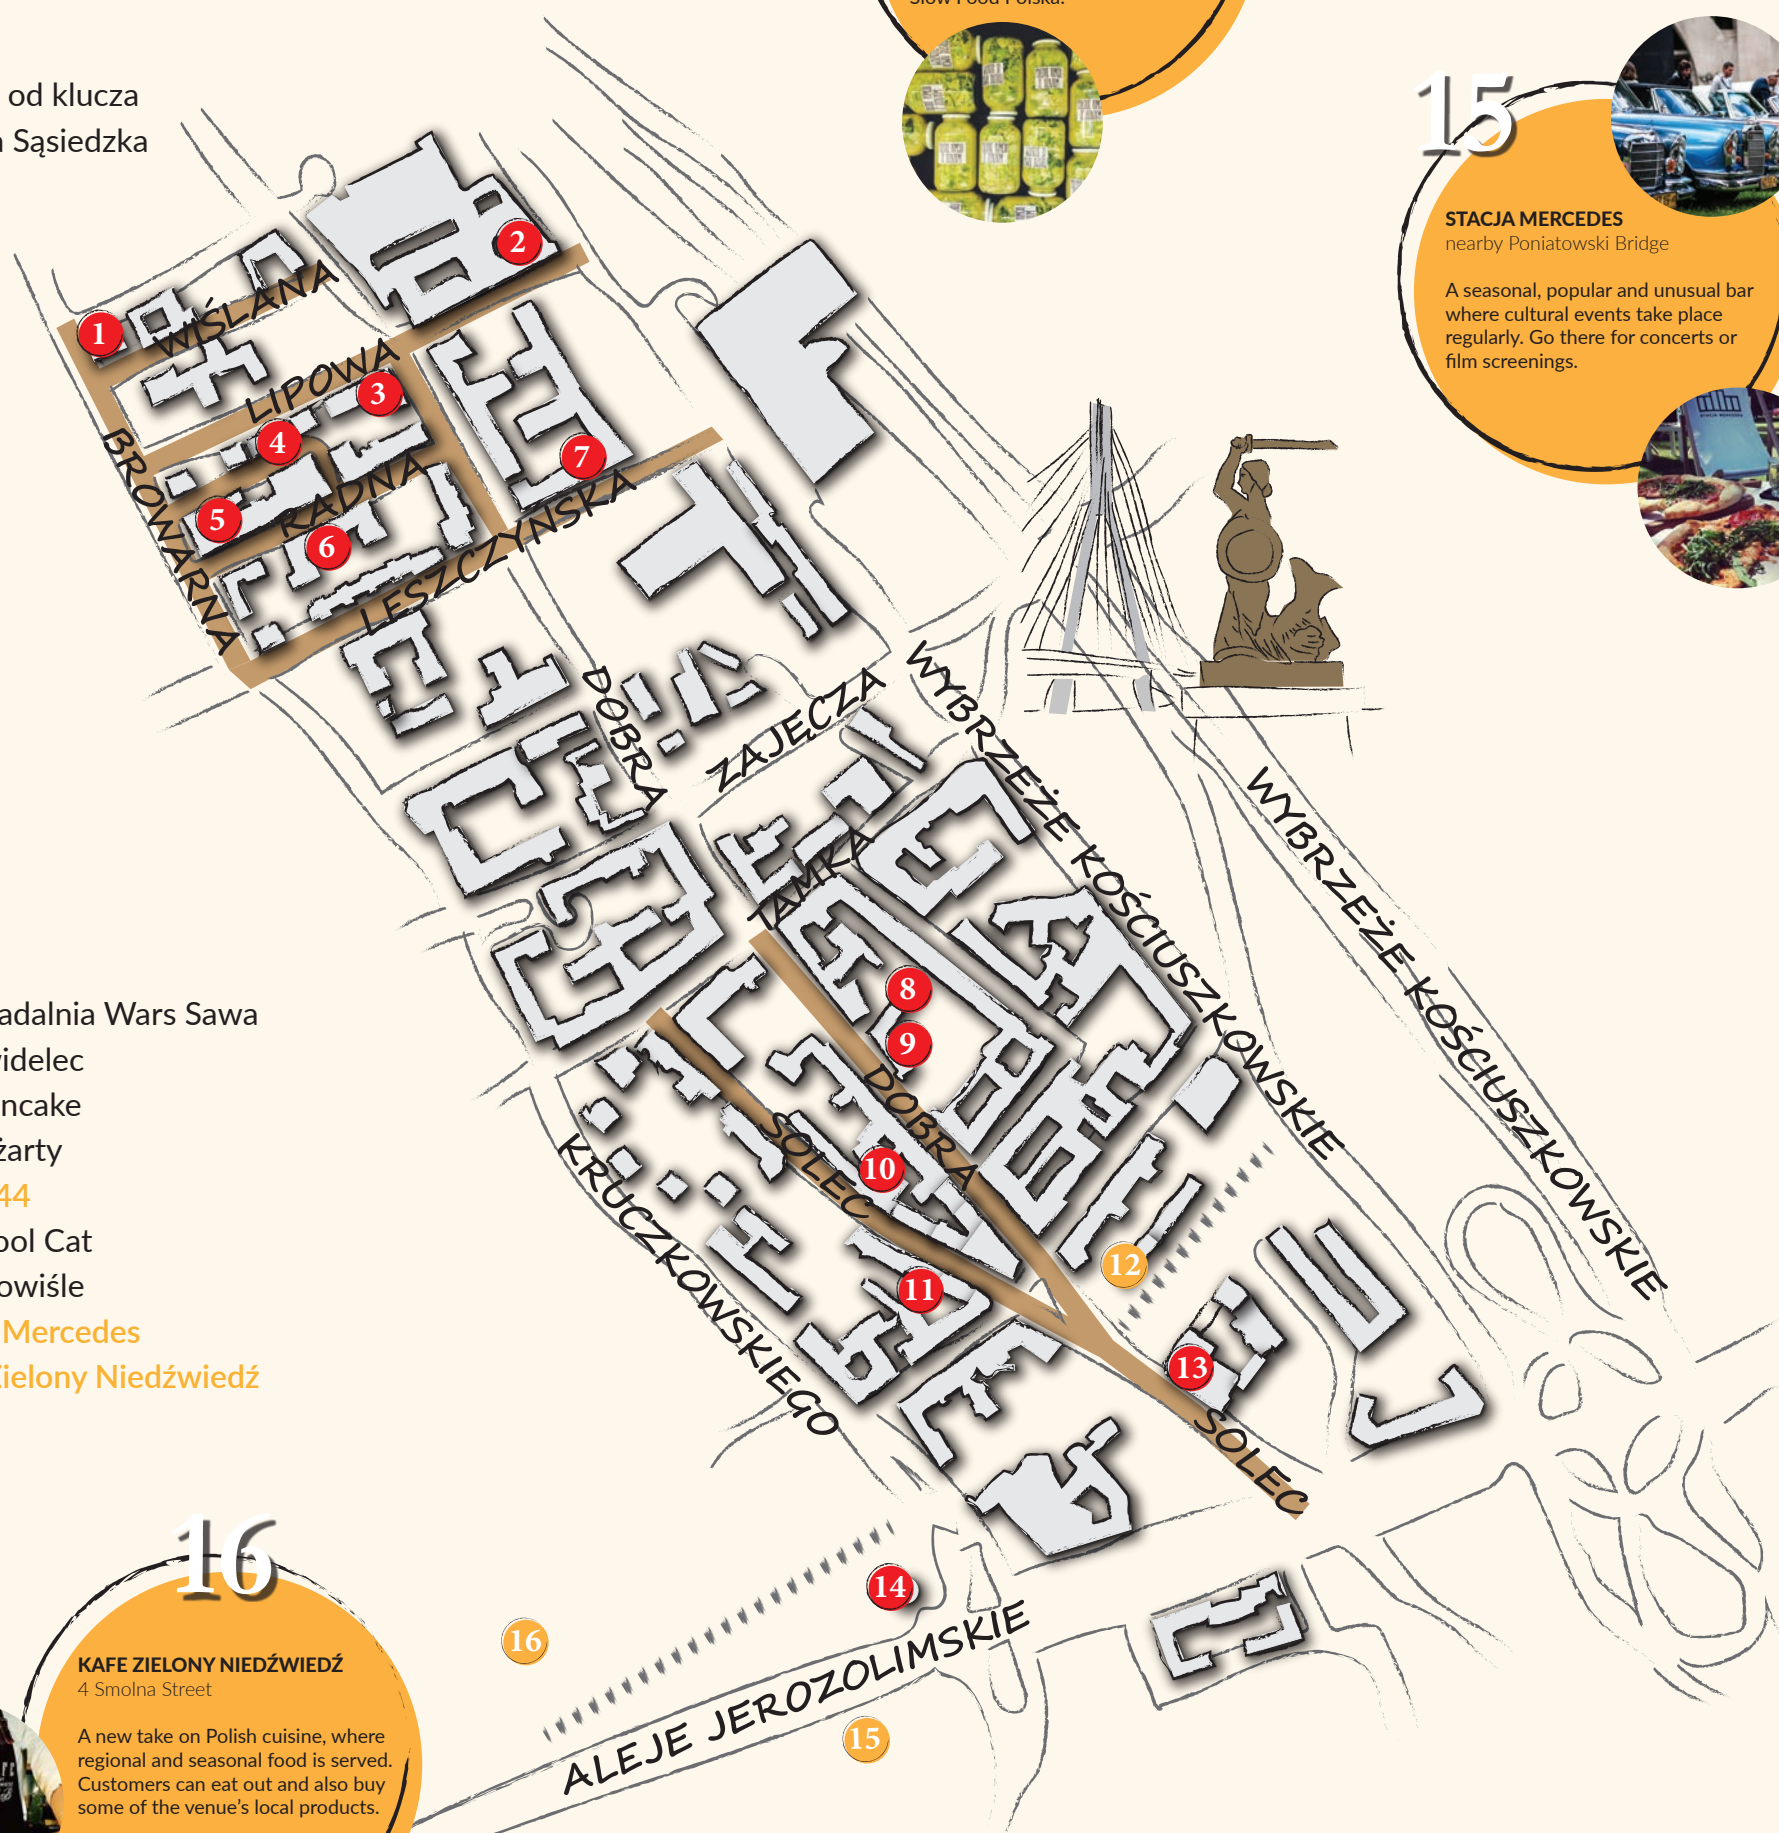 Slow Food Polska.
od klucza
Sąsiedzka
15
STACJA MERCEDES
nearby Poniatowski Bridge
A seasonal, popular and unusual bar
where cultural events take place
regularly. Go there for concerts or
film screenings.
1
2
3
4
5
6
7
WIŚLANA
LIPOWA
RADNA
BROWARNA
LESZCZYŃSKA
DOBRA
ZAJĘCZA
WYBRZEŻE KOŚCIUSZKOWSKIE
WYBRZEŻE KOŚCIUSZKOWSKIE
TAMKA
8
9
DOBRA
SOLEC
10
KRUCZKOWSKIEGO
11
12
13
SOLEC
14
ALEJE JEROZOLIMSKIE
16
15
adalnia Wars Sawa
widelec
ncake
żarty
44
ool Cat
owiśle
Mercedes
Zielony Niedźwiedź
16
KAFE ZIELONY NIEDŹWIEDŹ
4 Smolna Street
A new take on Polish cuisine, where
regional and seasonal food is served.
Customers can eat out and also buy
some of the venue's local products.